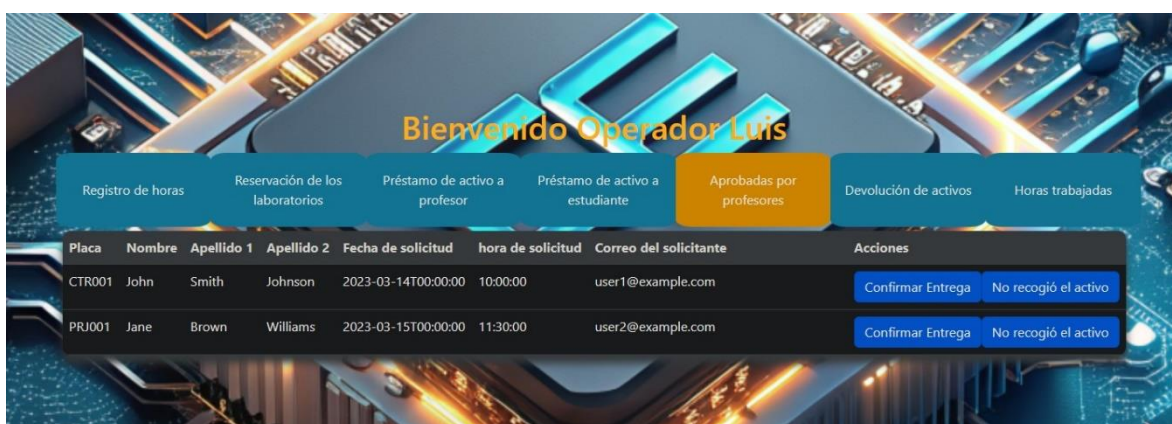 Bienvenido Operador Luis
Registro de horas
Reservación de los
laboratorios
Préstamo de activo a
profesor
Préstamo de activo a
estudiante
Aprobadas por
profesores
Devolución de activos
Horas trabajadas
Placa Nombre Apellido 1 Apellido 2 Fecha de solicitud hora de solicitud Correo del solicitante Acciones
CTR001 John Smith Johnson 2023-03-14T00:00:00 10:00:00 user1@example.com Confirmar Entrega No recogió el activo
PRJ001 Jane Brown Williams 2023-03-15T00:00:00 11:30:00 user2@example.com Confirmar Entrega No recogió el activo